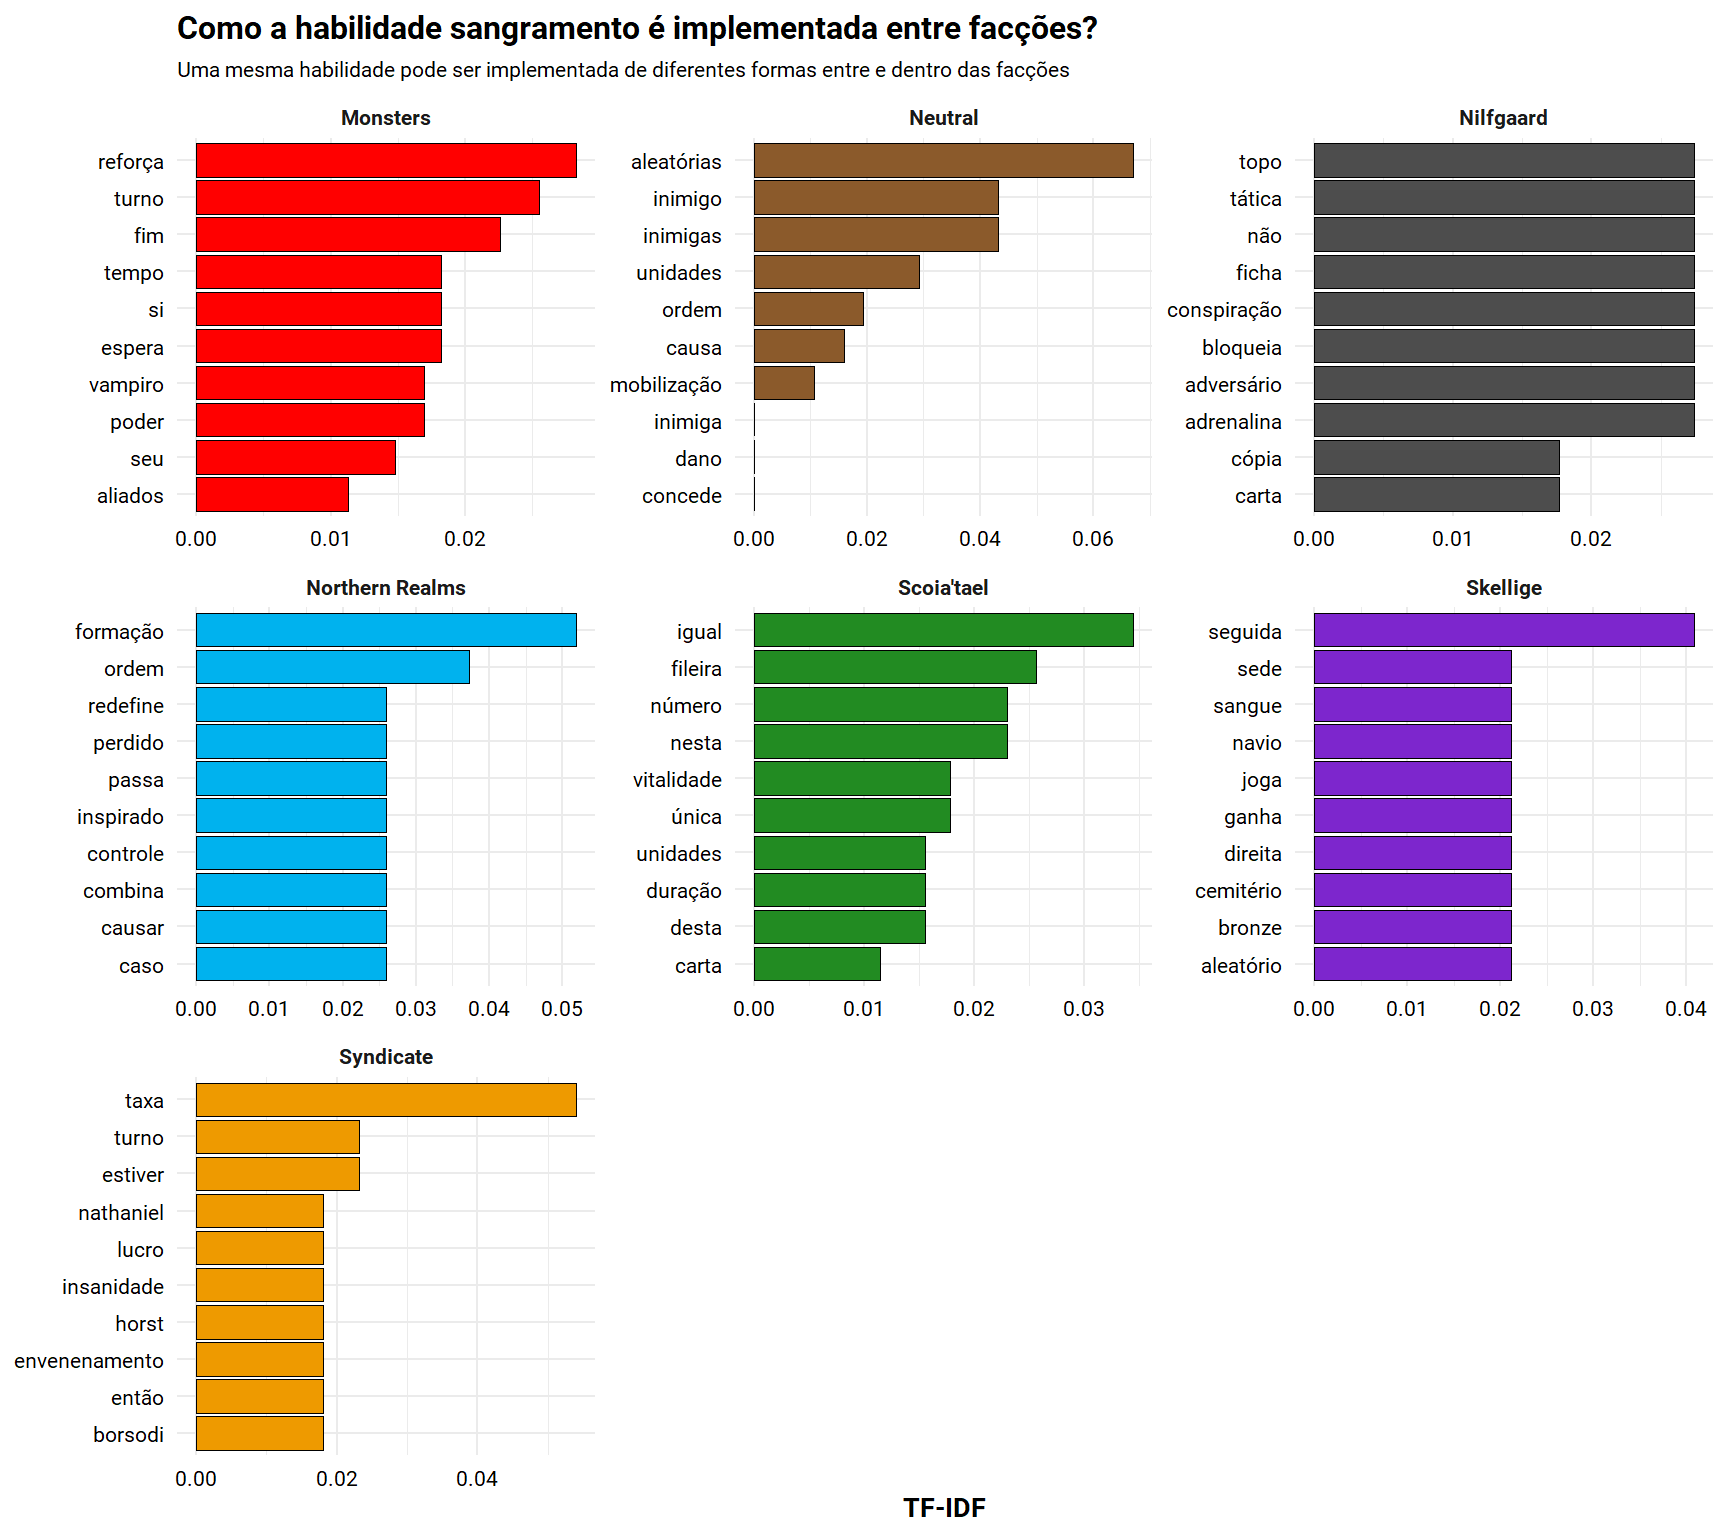 Como a habilidade sangramento é implementada entre facções?
Uma mesma habilidade pode ser implementada de diferentes formas entre e dentro das facções
Monsters
reforça
turno
fim
tempo
si
espera
vampiro
poder
seu
aliados
0.00 0.01 0.02
Neutral
aleatórias
inimigo
inimigas
unidades
ordem
causa
mobilização
inimiga
dano
concede
0.00 0.02 0.04 0.06
Nilfgaard
topo
tática
não
ficha
conspiração
bloqueia
adversário
adrenalina
cópia
carta
0.00 0.01 0.02
Northern Realms
formação
ordem
redefine
perdido
passa
inspirado
controle
combina
causar
caso
0.00 0.01 0.02 0.03 0.04 0.05
Scoia'tael
igual
fileira
número
nesta
vitalidade
única
unidades
duração
desta
carta
0.00 0.01 0.02 0.03
Skellige
seguida
sede
sangue
navio
joga
ganha
direita
cemitério
bronze
aleatório
0.00 0.01 0.02 0.03 0.04
Syndicate
taxa
turno
estiver
nathaniel
lucro
insanidade
horst
envenenamento
então
borsodi
0.00 0.02 0.04
TF-IDF